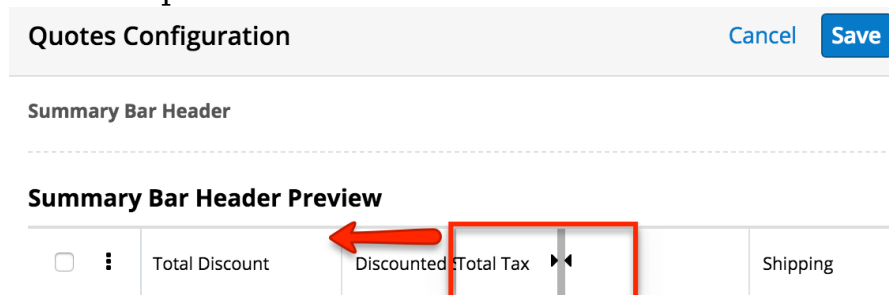 Quotes Configuration Cancel Save
Summary Bar Header
Summary Bar Header Preview
Total Discount Discounted Total Tax Shipping